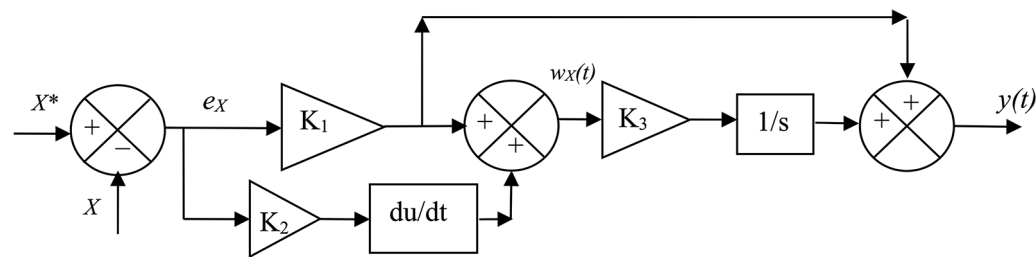 X*
+
−
X
e_X
K₁
K₂
du/dt
+
+
w_X(t)
K₃
1/s
+
+
y(t)